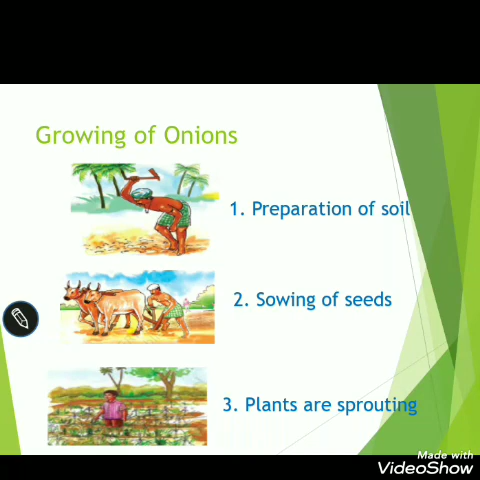 Growing of Onions
1. Preparation of soil
2. Sowing of seeds
3. Plants are sprouting
Made with
VideoShow